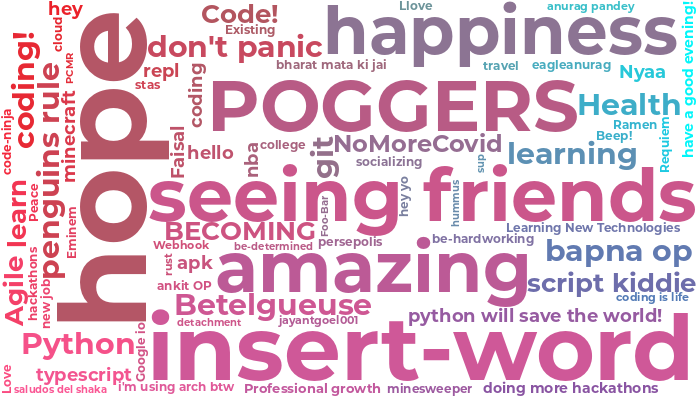 hey
Code!
Llove
anurag pandey
Existing
happiness
don't panic
cloud
hope
coding!
have a good evening!
bharat mata ki jai
travel
eagleanurag
repl
PCMR
stas
Nyaa
coding
POGGERS
Health
penguins rule
minecraft
code-ninja
Ramen
Beep!
Requiem
Faisal
hello
nba
college
git
NoMoreCovid
learning
socializing
sup
seeing friends
hey yo
hummus
Agile learn
Peace
Eminem
Foo-Bar
BECOMING
Learning New Technologies
Webhook
be-determined
persepolis
be-hardworking
bapna op
hackathons
new job
rust
apk
amazing
script kiddie
ankit OP
coding is life
Betelgueuse
python will save the world!
detachment
jayantgoel001
insert-word
Google io
Python
typescript
Love
saludos del shaka
i'm using arch btw
Professional growth
minesweeper
doing more hackathons